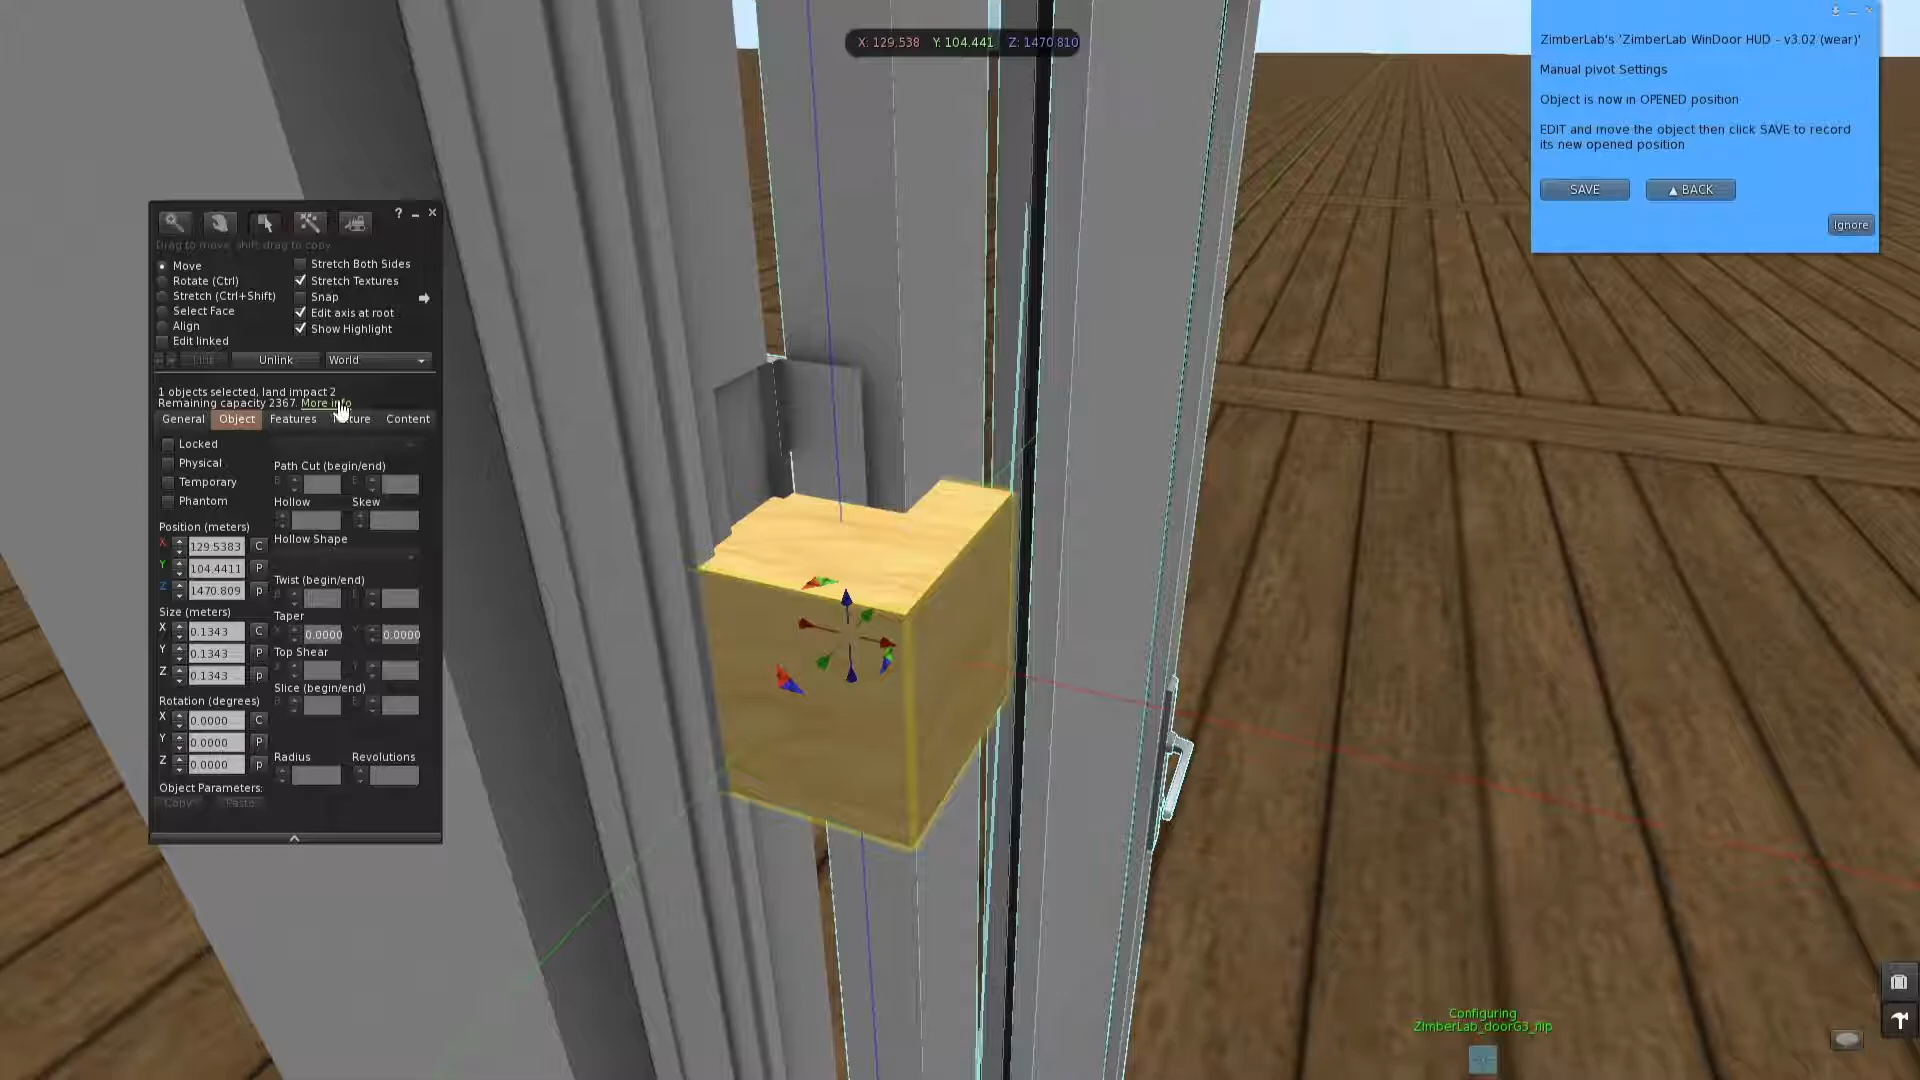 X: 129.538 Y: 104.441 Z: 1470.810
ZimberLab's 'ZimberLab WinDoor HUD - v3.02 (wear)'
Manual pivot Settings
Object is now in OPENED position
EDIT and move the object then click SAVE to record
its new opened position
SAVE
▲ BACK
Ignore
Drag to move, shift-drag to copy
Move
Rotate (Ctrl)
Stretch (Ctrl+Shift)
Select Face
Align
Edit linked
Stretch Both Sides
Stretch Textures
Snap
Edit axis at root
Show Highlight
Link
Unlink
World
1 objects selected, land impact 2
Remaining capacity 2367. More info
General Object Features Content
Locked
Physical
Temporary
Phantom
Position (meters)
X 129.5383 C
Y 104.4411 P
Z 1470.809 p
Size (meters)
X 0.1343 C
Y 0.1343 P
Z 0.1343 p
Rotation (degrees)
X 0.0000 C
Y 0.0000 P
Z 0.0000 p
Object Parameters:
Copy Paste
Path Cut (begin/end)
B E
Hollow Skew
Hollow Shape
Twist (begin/end)
Taper
X 0.0000 Y 0.0000
Top Shear
X Y
Slice (begin/end)
B E
Radius Revolutions
Configuring